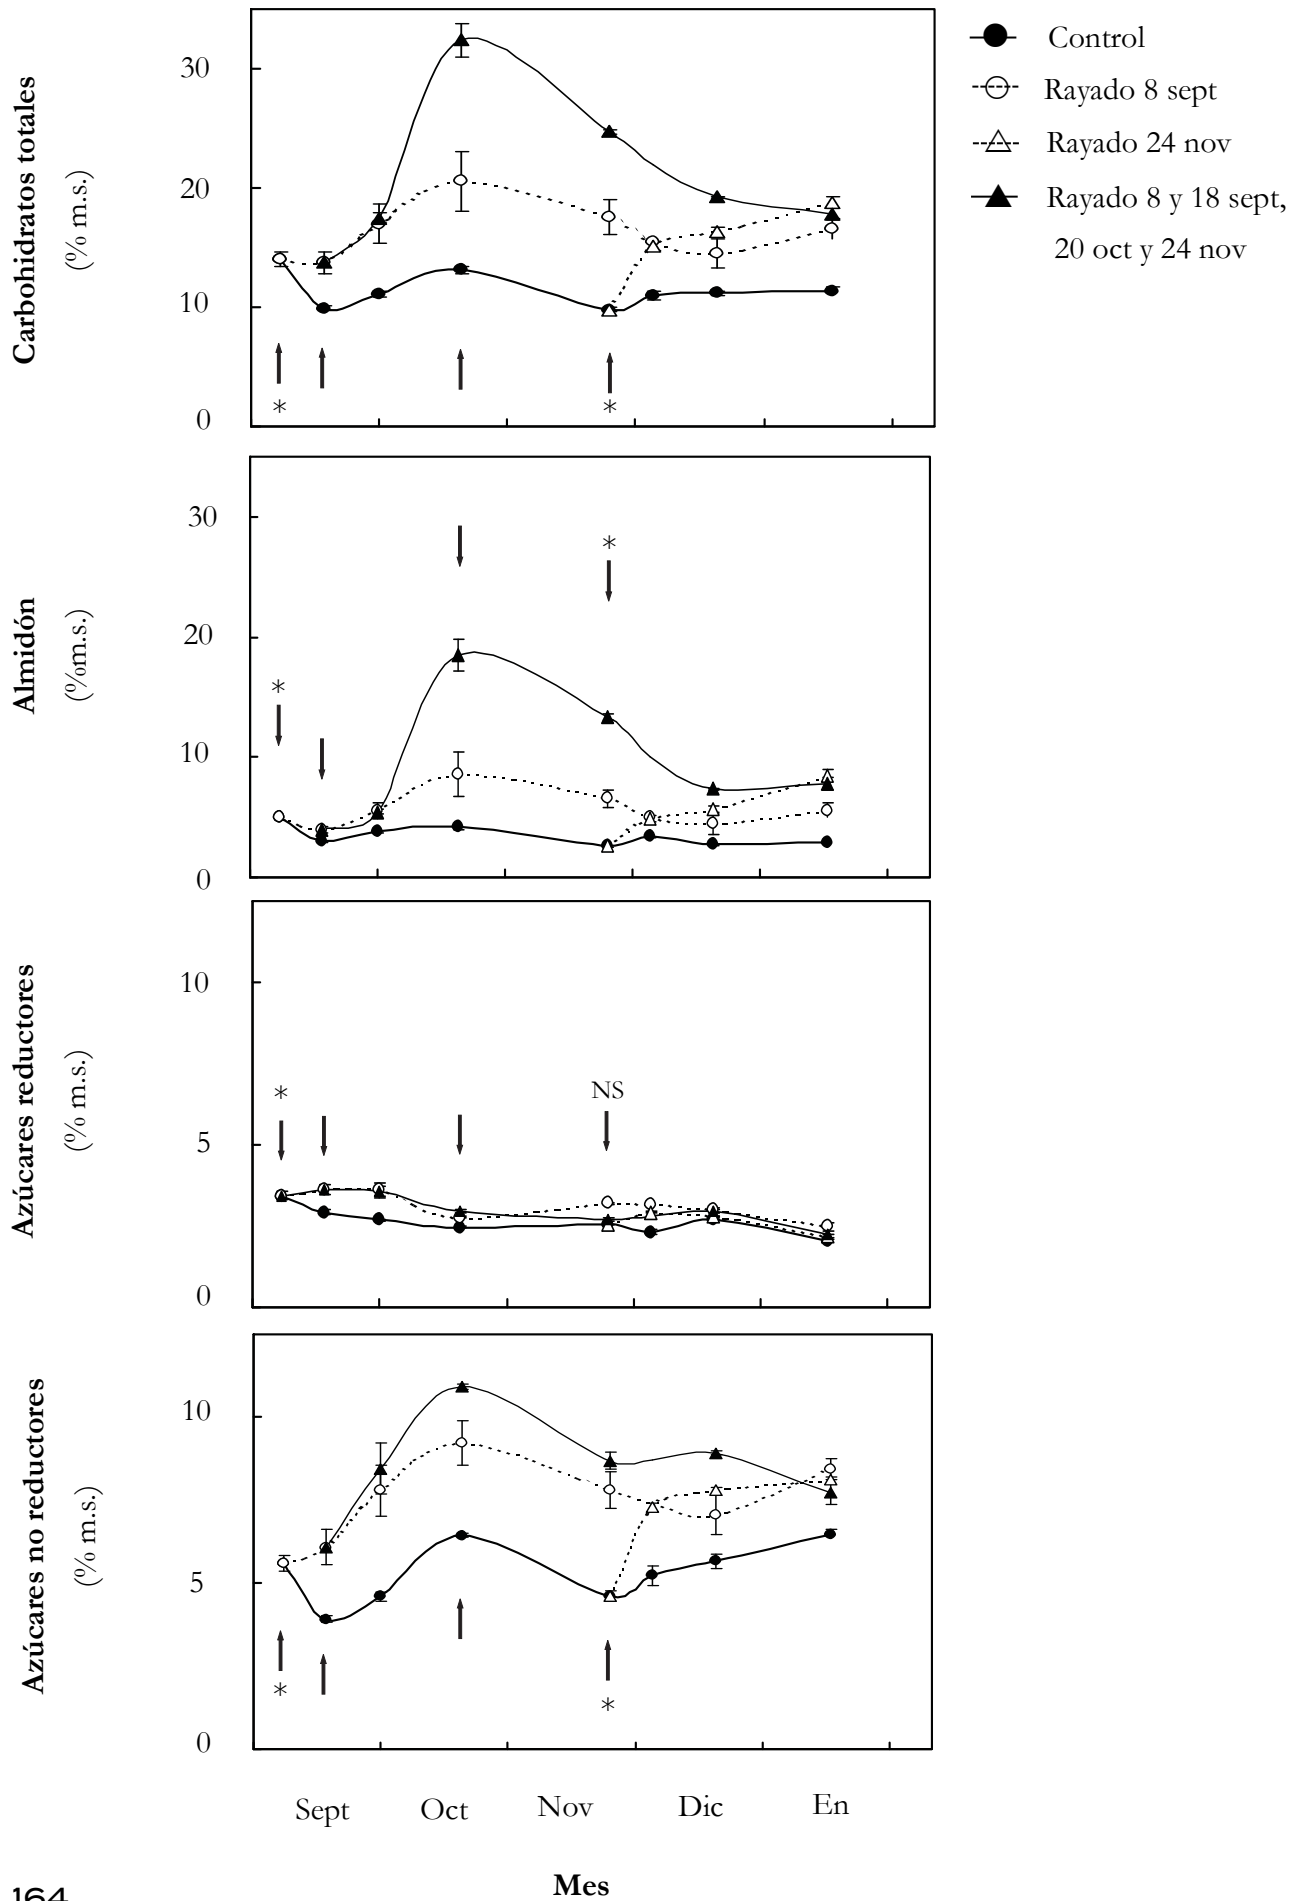 Control
Rayado 8 sept
Rayado 24 nov
Rayado 8 y 18 sept,
20 oct y 24 nov
Carbohidratos totales
(% m.s.)
30
20
10
0
*
*
Almidón
(%m.s.)
30
20
10
0
*
*
Azúcares reductores
(% m.s.)
10
5
0
*
NS
Azúcares no reductores
(% m.s.)
10
5
0
*
*
Sept Oct Nov Dic En
Mes
164